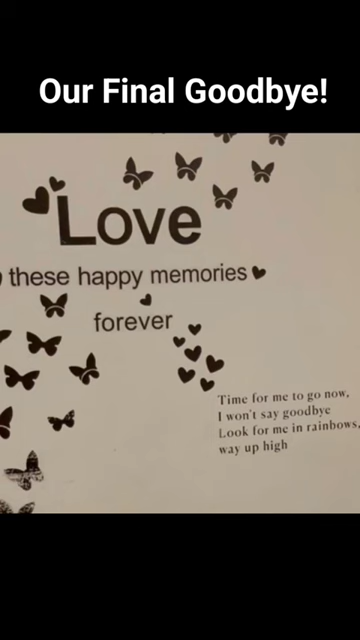 Our Final Goodbye!
Love
these happy memories
forever
Time for me to go now,
I won't say goodbye
Look for me in rainbows,
way up high